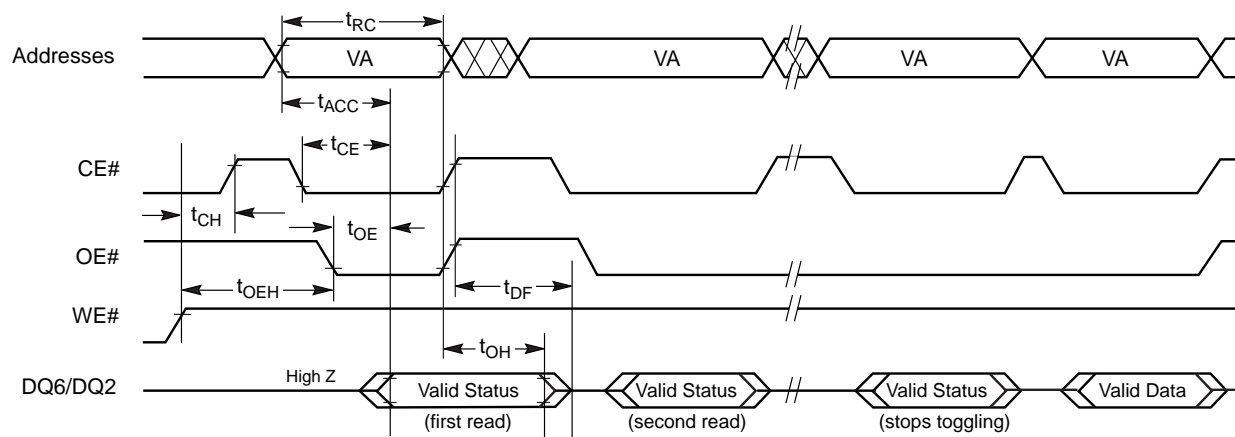 tRC
Addresses VA VA VA VA
tACC
tCE
CE#
tCH tOE
OE#
tOEH tDF
WE#
tOH
DQ6/DQ2 High Z Valid Status Valid Status Valid Status Valid Data
(first read) (second read) (stops toggling)